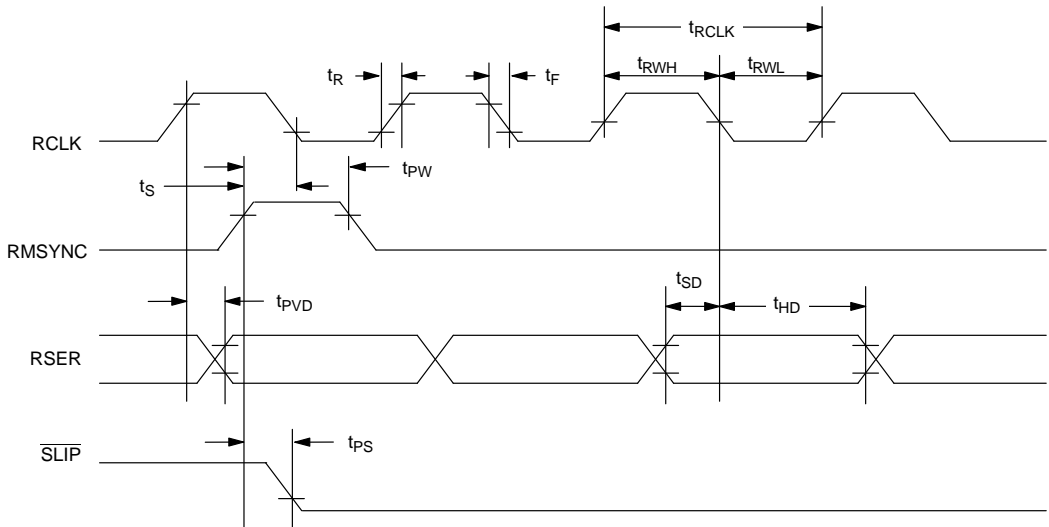 tRCLK
tR
tF
tRWH
tRWL
RCLK
tS
tPW
RMSYNC
tPVD
tSD
tHD
RSER
SLIP
tPS